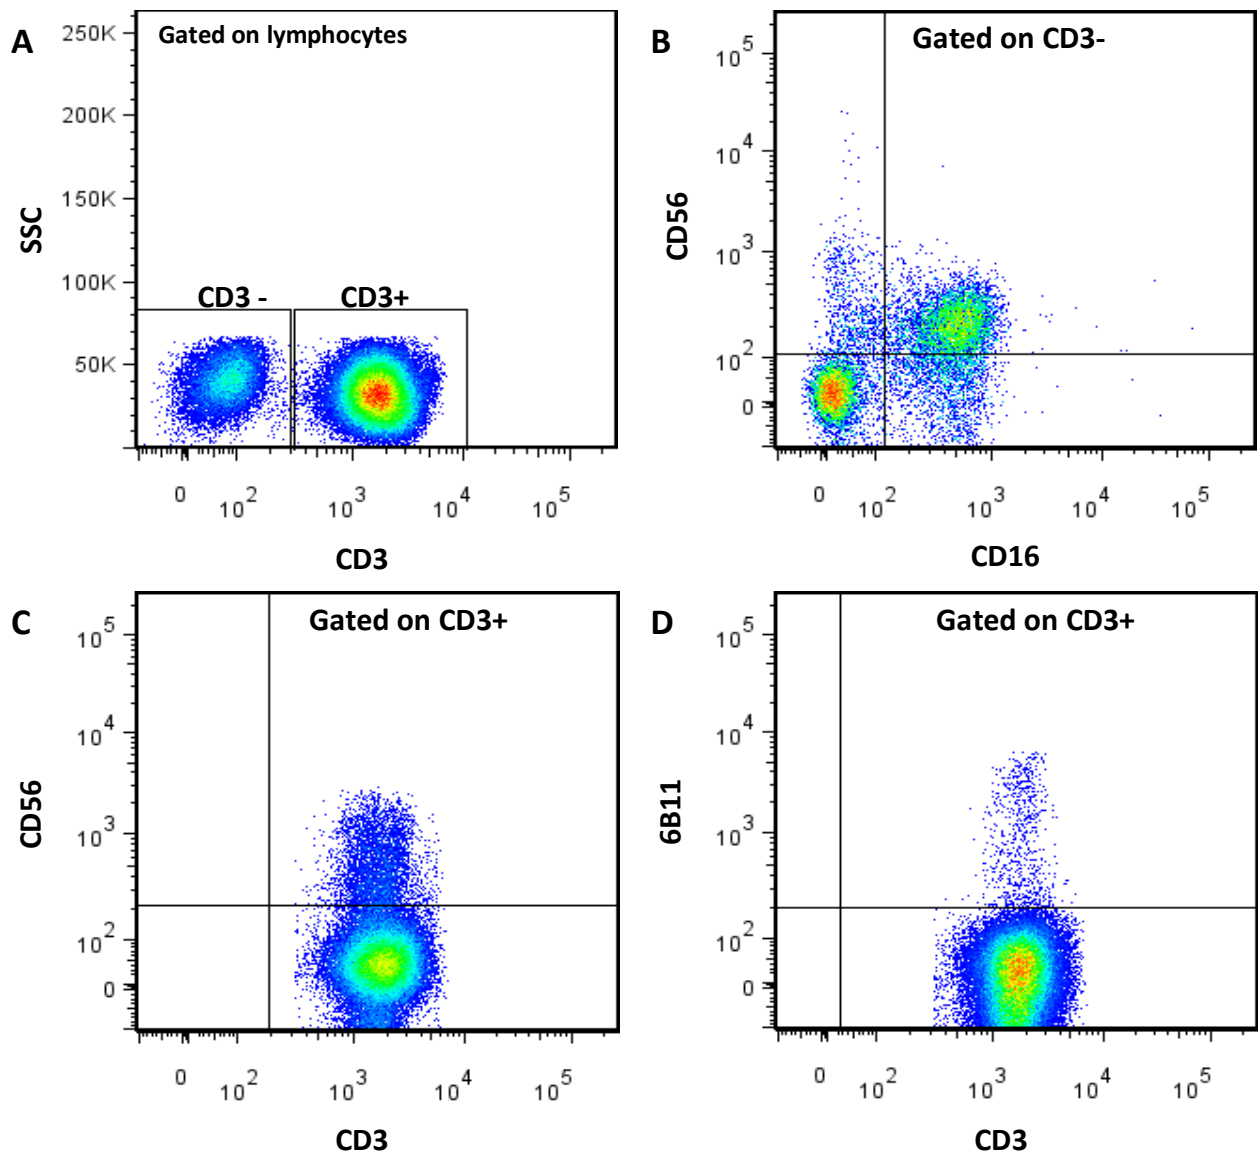 A
Gated on lymphocytes
250K
200K
150K
100K
50K
SSC
CD3 -
CD3+
0
10^2
10^3
10^4
10^5
CD3
B
Gated on CD3-
10^5
10^4
10^3
10^2
0
CD56
0
10^2
10^3
10^4
10^5
CD16
C
Gated on CD3+
10^5
10^4
10^3
10^2
0
CD56
0
10^2
10^3
10^4
10^5
CD3
D
Gated on CD3+
10^5
10^4
10^3
10^2
0
6B11
0
10^2
10^3
10^4
10^5
CD3